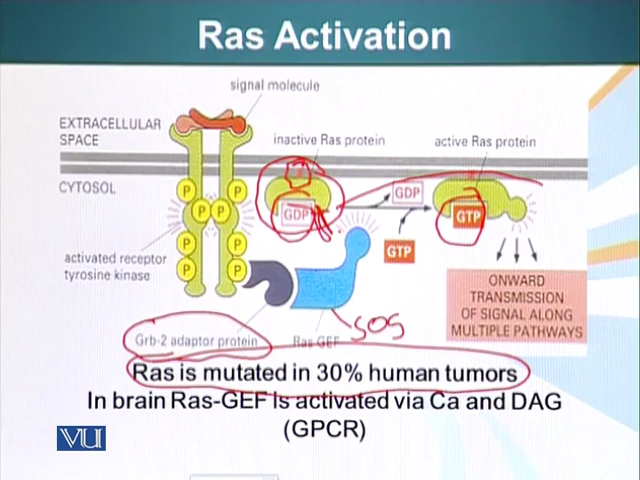 Ras Activation
signal molecule
EXTRACELLULAR
SPACE
inactive Ras protein
active Ras protein
CYTOSOL
P
P
P P
P
P
P
P
GDP
GDP
GTP
GTP
activated receptor
tyrosine kinase
ONWARD
TRANSMISSION
OF SIGNAL ALONG
MULTIPLE PATHWAYS
Grb-2 adaptor protein
Ras GEF
SOS
Ras is mutated in 30% human tumors
In brain Ras-GEF is activated via Ca and DAG
(GPCR)
VU